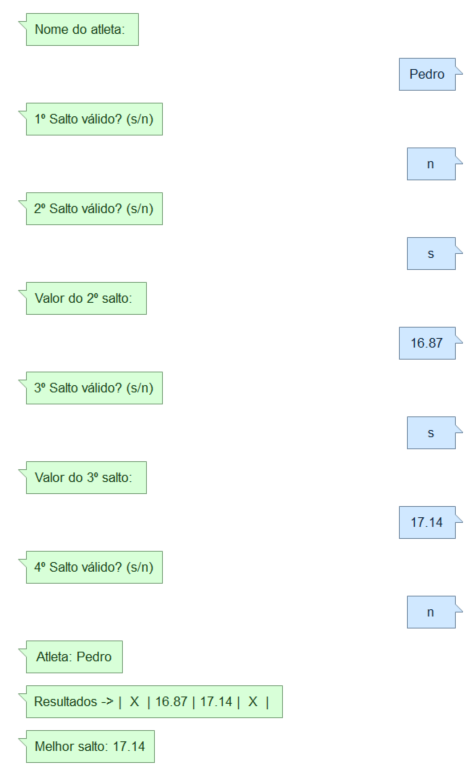 Nome do atleta:
Pedro
1º Salto válido? (s/n)
n
2º Salto válido? (s/n)
s
Valor do 2º salto:
16.87
3º Salto válido? (s/n)
s
Valor do 3º salto:
17.14
4º Salto válido? (s/n)
n
Atleta: Pedro
Resultados -> | X | 16.87 | 17.14 | X |
Melhor salto: 17.14